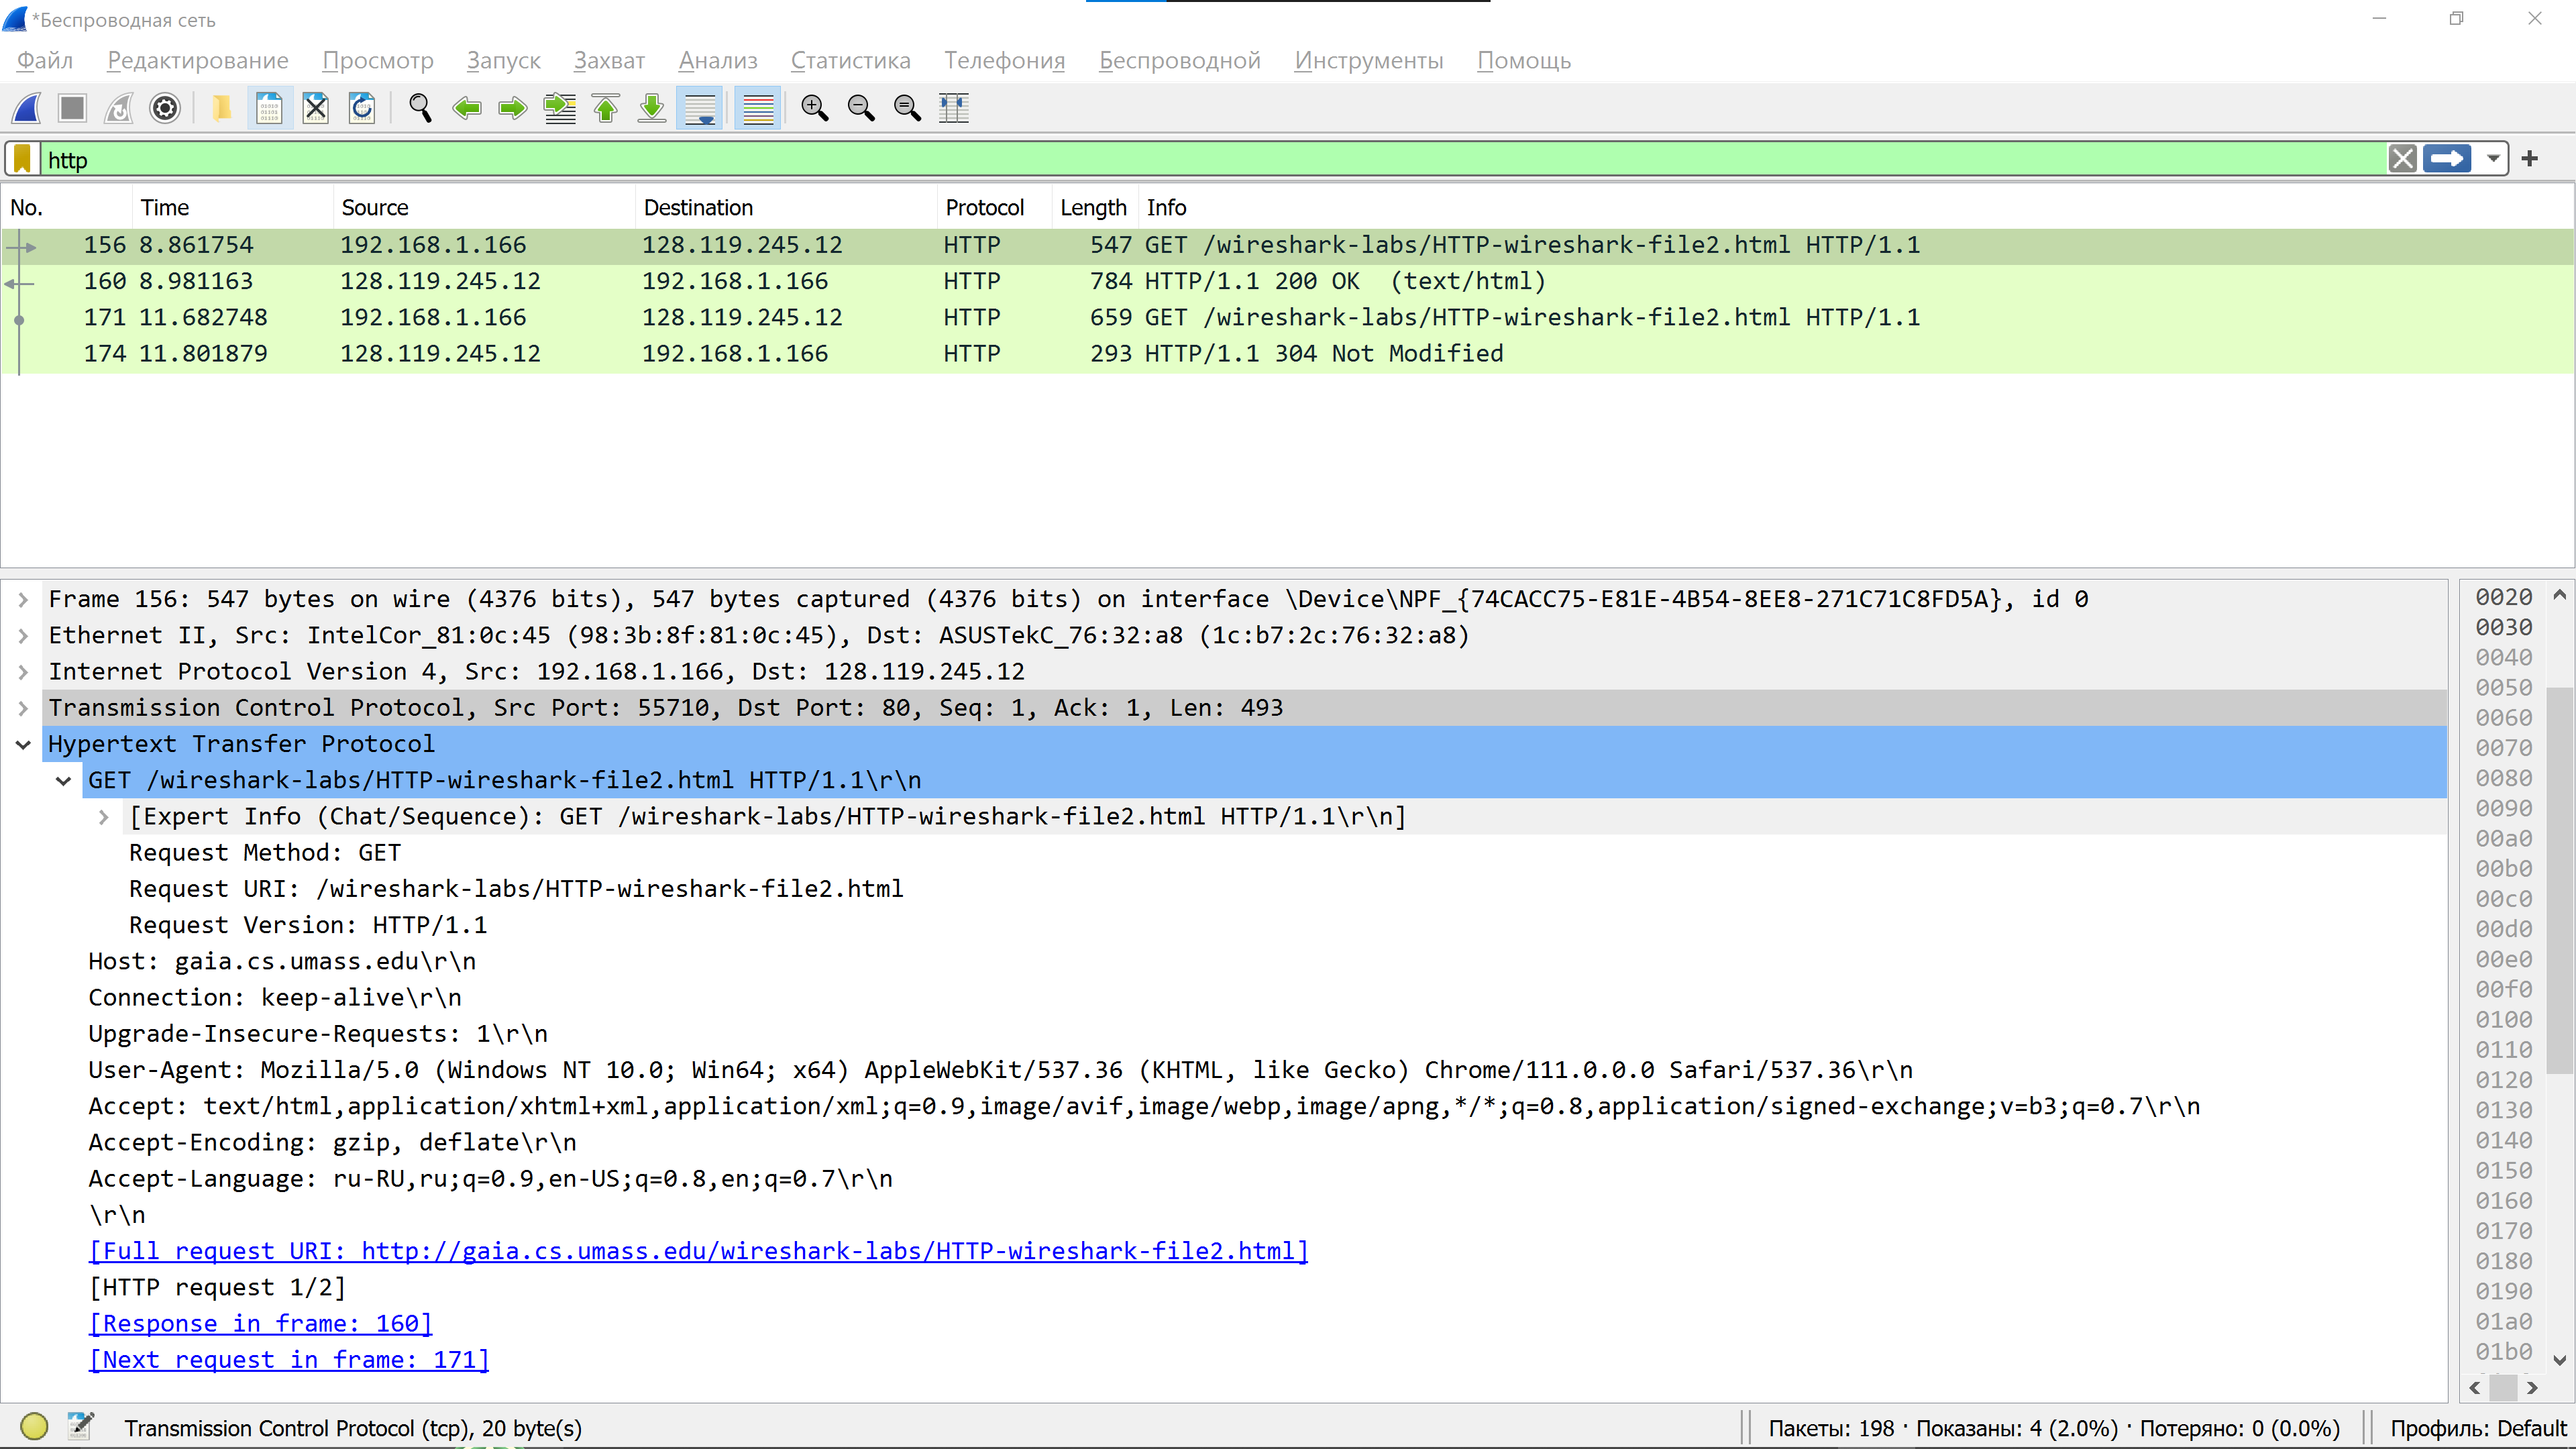 *Беспроводная сеть
Файл Редактирование Просмотр Запуск Захват Анализ Статистика Телефония Беспроводной Инструменты Помощь
http
No. Time Source Destination Protocol Length Info
156 8.861754 192.168.1.166 128.119.245.12 HTTP 547 GET /wireshark-labs/HTTP-wireshark-file2.html HTTP/1.1
160 8.981163 128.119.245.12 192.168.1.166 HTTP 784 HTTP/1.1 200 OK (text/html)
171 11.682748 192.168.1.166 128.119.245.12 HTTP 659 GET /wireshark-labs/HTTP-wireshark-file2.html HTTP/1.1
174 11.801879 128.119.245.12 192.168.1.166 HTTP 293 HTTP/1.1 304 Not Modified
Frame 156: 547 bytes on wire (4376 bits), 547 bytes captured (4376 bits) on interface \Device\NPF_{74CACC75-E81E-4B54-8EE8-271C71C8FD5A}, id 0
Ethernet II, Src: IntelCor_81:0c:45 (98:3b:8f:81:0c:45), Dst: ASUSTekC_76:32:a8 (1c:b7:2c:76:32:a8)
Internet Protocol Version 4, Src: 192.168.1.166, Dst: 128.119.245.12
Transmission Control Protocol, Src Port: 55710, Dst Port: 80, Seq: 1, Ack: 1, Len: 493
Hypertext Transfer Protocol
GET /wireshark-labs/HTTP-wireshark-file2.html HTTP/1.1\r\n
[Expert Info (Chat/Sequence): GET /wireshark-labs/HTTP-wireshark-file2.html HTTP/1.1\r\n]
Request Method: GET
Request URI: /wireshark-labs/HTTP-wireshark-file2.html
Request Version: HTTP/1.1
Host: gaia.cs.umass.edu\r\n
Connection: keep-alive\r\n
Upgrade-Insecure-Requests: 1\r\n
User-Agent: Mozilla/5.0 (Windows NT 10.0; Win64; x64) AppleWebKit/537.36 (KHTML, like Gecko) Chrome/111.0.0.0 Safari/537.36\r\n
Accept: text/html,application/xhtml+xml,application/xml;q=0.9,image/avif,image/webp,image/apng,*/*;q=0.8,application/signed-exchange;v=b3;q=0.7\r\n
Accept-Encoding: gzip, deflate\r\n
Accept-Language: ru-RU,ru;q=0.9,en-US;q=0.8,en;q=0.7\r\n
\r\n
[Full request URI: http://gaia.cs.umass.edu/wireshark-labs/HTTP-wireshark-file2.html]
[HTTP request 1/2]
[Response in frame: 160]
[Next request in frame: 171]
0020
0030
0040
0050
0060
0070
0080
0090
00a0
00b0
00c0
00d0
00e0
00f0
0100
0110
0120
0130
0140
0150
0160
0170
0180
0190
01a0
01b0
Transmission Control Protocol (tcp), 20 byte(s)
Пакеты: 198 · Показаны: 4 (2.0%) · Потеряно: 0 (0.0%)
Профиль: Default